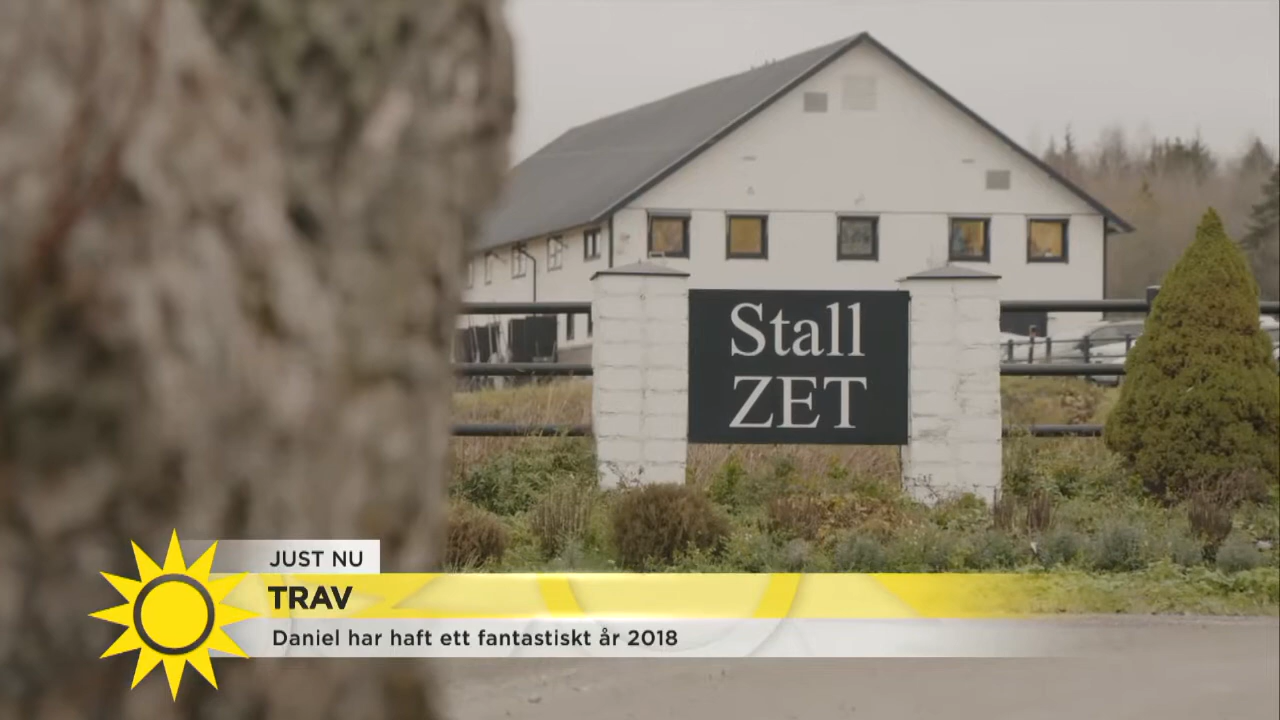 Stall
ZET
JUST NU
TRAV
Daniel har haft ett fantastiskt år 2018